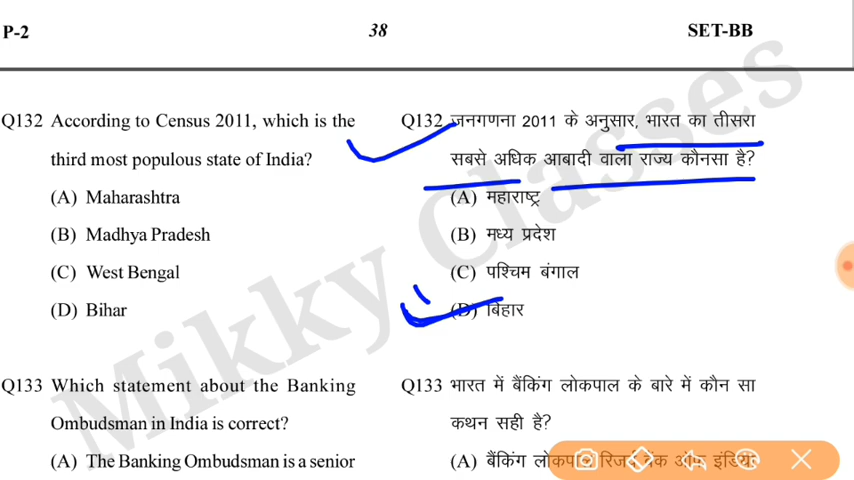 P-2 38 SET-BB
Q132 According to Census 2011, which is the
third most populous state of India?
(A) Maharashtra
(B) Madhya Pradesh
(C) West Bengal
(D) Bihar
Q132 जनगणना 2011 के अनुसार, भारत का तीसरा
सबसे अधिक आबादी वाला राज्य कौनसा है?
(A) महाराष्ट्र
(B) मध्य प्रदेश
(C) पश्चिम बंगाल
(D) बिहार
Q133 Which statement about the Banking
Ombudsman in India is correct?
(A) The Banking Ombudsman is a senior
Q133 भारत में बैंकिंग लोकपाल के बारे में कौन सा
कथन सही है?
(A) बैंकिंग लोकपाल रिजर्व बैंक ऑफ इंडिया
Mikky Classes